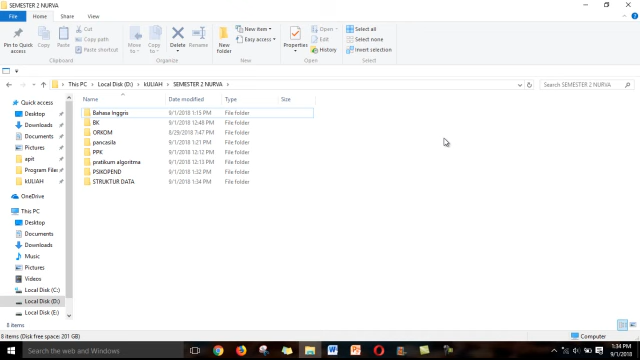 SEMESTER 2 NURVA
File Home Share View
Pin to Quick access
Copy
Paste
Cut
Copy path
Paste shortcut
Clipboard
Move to
Copy to
Delete
Rename
Organize
New folder
New item
Easy access
New
Properties
Open
Edit
History
Open
Select all
Select none
Invert selection
Select
This PC > Local Disk (D:) > kULIAH > SEMESTER 2 NURVA >
Search SEMESTER 2 NURVA
Quick access
Desktop
Downloads
Documents
Pictures
apit
Program Files
kULIAH
OneDrive
This PC
Desktop
Documents
Downloads
Music
Pictures
Videos
Local Disk (C:)
Local Disk (D:)
Local Disk (E:)
Name Date modified Type Size
Bahasa Inggris 9/1/2018 1:15 PM File folder
BK 9/1/2018 12:48 PM File folder
ORKOM 8/29/2018 7:47 PM File folder
pancasila 9/1/2018 1:21 PM File folder
PPK 9/1/2018 12:12 PM File folder
pratikum algoritma 9/1/2018 12:13 PM File folder
PSIKOPEND 9/1/2018 1:32 PM File folder
STRUKTUR DATA 9/1/2018 1:34 PM File folder
8 items
8 items (Disk free space: 201 GB)
Computer
Search the web and Windows
1:34 PM
9/1/2018